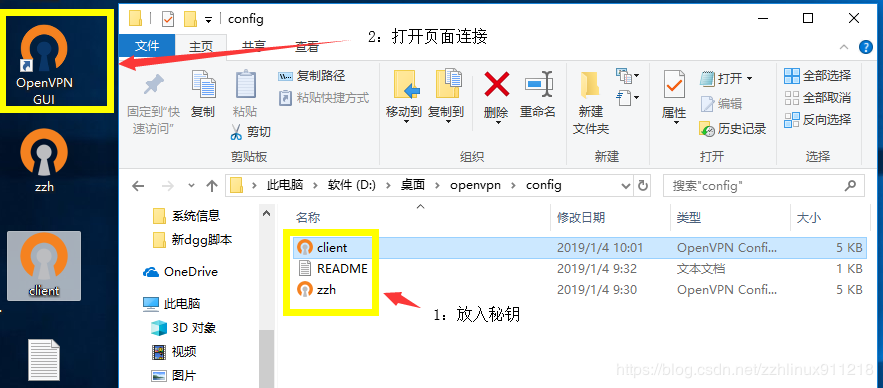 OpenVPN
GUI
zzh
client
config
2：打开页面连接
文件
主页
共享
查看
固定到“快
速访问”
复制
粘贴
复制路径
粘贴快捷方式
剪切
剪贴板
移动到
复制到
删除
重命名
组织
新建
文件夹
新建
属性
打开
编辑
历史记录
打开
全部选择
全部取消
反向选择
选择
此电脑
软件 (D:)
桌面
openvpn
config
搜索"config"
系统信息
新dgg脚本
OneDrive
此电脑
3D 对象
视频
图片
名称
修改日期
类型
大小
client
2019/1/4 10:01
OpenVPN Confi...
5 KB
README
2019/1/4 9:32
文本文档
1 KB
zzh
2019/1/4 9:30
OpenVPN Confi...
5 KB
1：放入秘钥
https://blog.csdn.net/zzhlinux911218